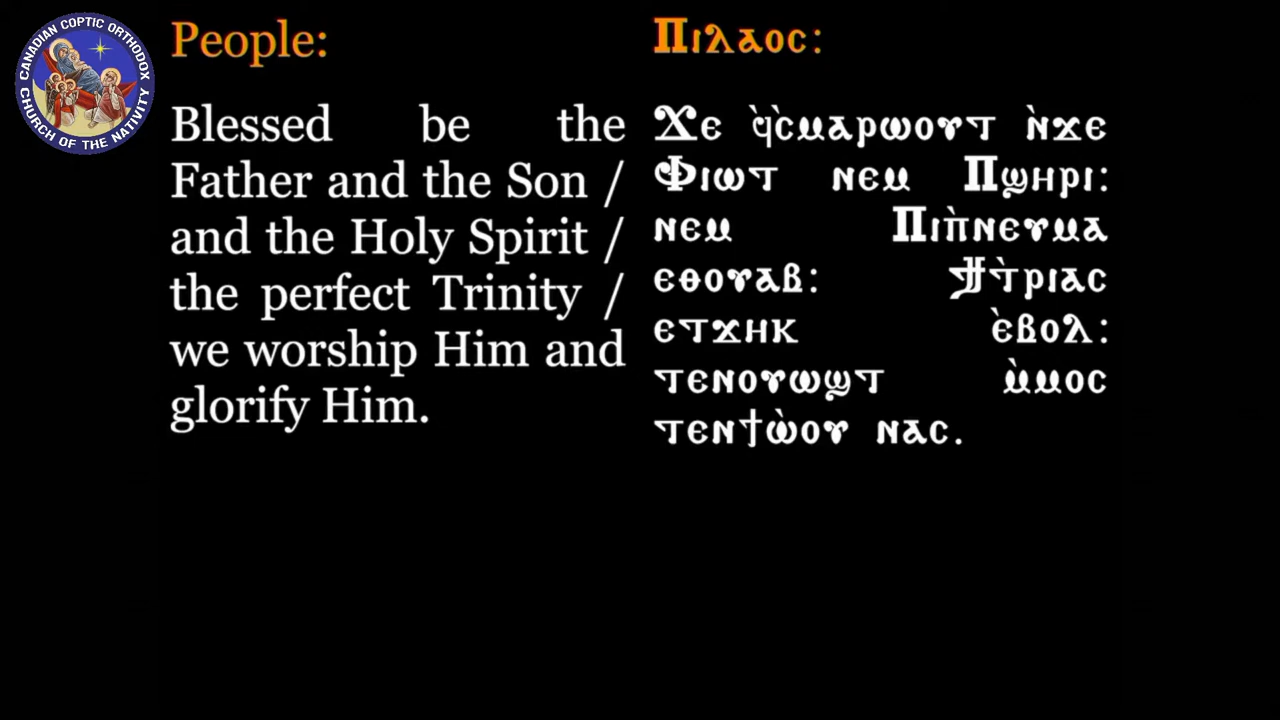 CANADIAN COPTIC ORTHODOX
CHURCH OF THE NATIVITY
People:
Blessed be the
Father and the Son /
and the Holy Spirit /
the perfect Trinity /
we worship Him and
glorify Him.
Ⲡⲓⲗⲁⲟⲥ:
Ϫⲉ ϥ̀ⲥ̀ⲙⲁⲣⲱⲟⲩⲧ ⲛ̀ϫⲉ
Ⲫⲓⲱⲧ ⲛⲉⲙ Ⲡϣⲏⲣⲓ:
ⲛⲉⲙ Ⲡⲓⲡ̀ⲛⲉⲩⲙⲁ
ⲉⲑⲟⲩⲁⲃ: Ϯⲧ̀ⲣⲓⲁⲥ
ⲉⲧϫⲏⲕ ⲉ̀ⲃⲟⲗ:
ⲧⲉⲛⲟⲩⲱϣⲧ ⲙ̀ⲙⲟⲥ
ⲧⲉⲛϯⲱ̀ⲟⲩ ⲛⲁⲥ.